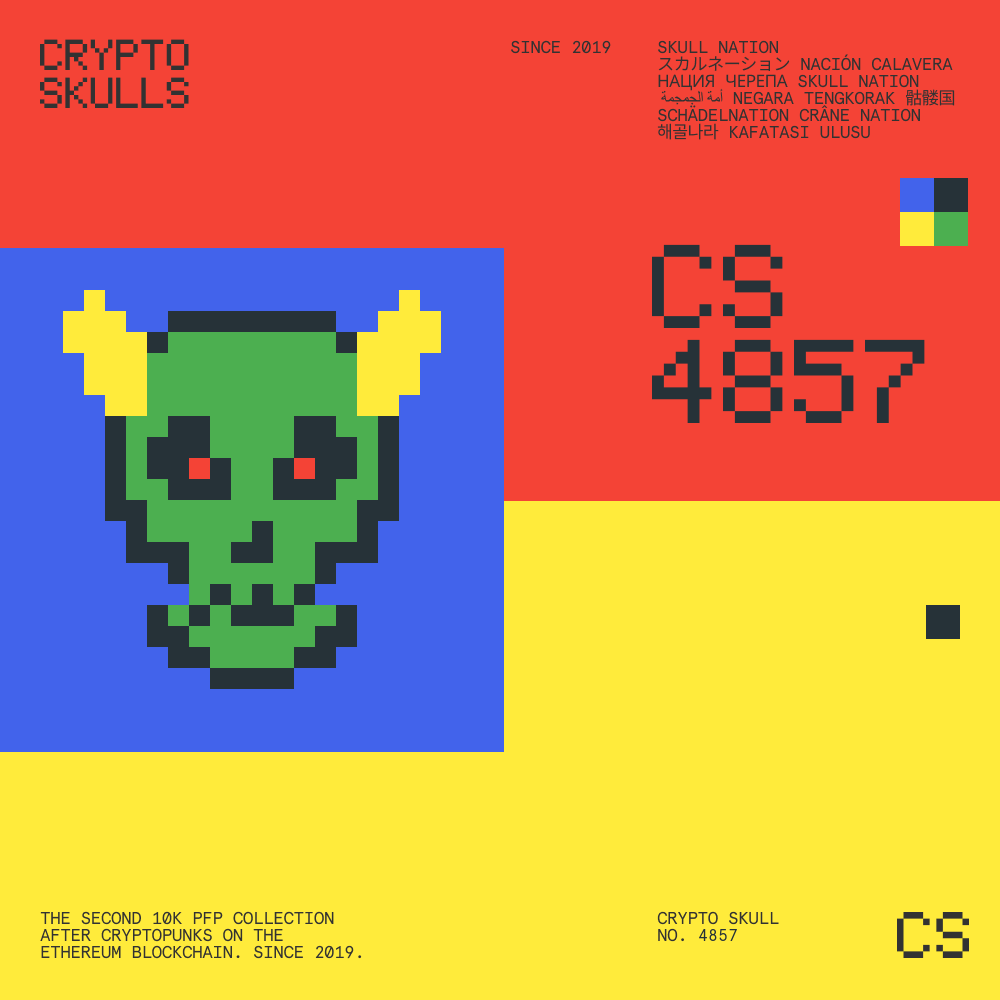 CRYPTO
SKULLS
SINCE 2019
SKULL NATION
スカルネーション NACIÓN CALAVERA
НАЦИЯ ЧЕРЕПА SKULL NATION
أمة الجمجمة NEGARA TENGKORAK 骷髅国
SCHÄDELNATION CRÂNE NATION
해골나라 KAFATASI ULUSU
CS
4857
THE SECOND 10K PFP COLLECTION
AFTER CRYPTOPUNKS ON THE
ETHEREUM BLOCKCHAIN. SINCE 2019.
CRYPTO SKULL
NO. 4857
CS